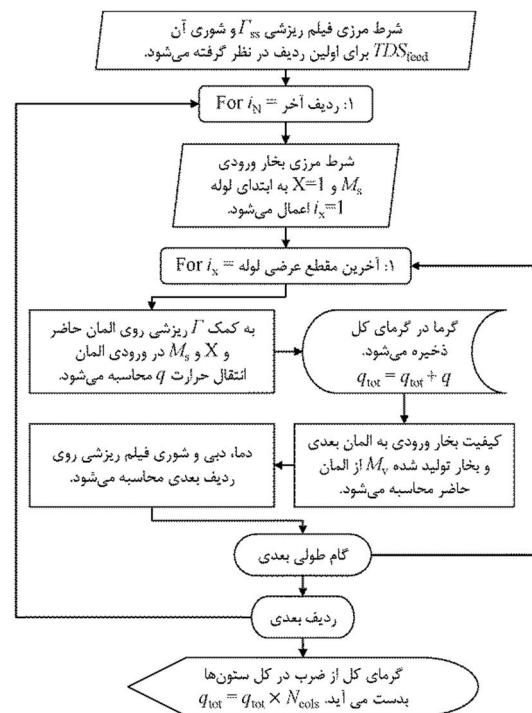 شرط مرزی فیلم ریزشی Γss و شوری آن
TDSfeed برای اولین ردیف در نظر گرفته می‌شود.
For iN = ۱: ردیف آخر
شرط مرزی بخار ورودی
Ms و X=1 به ابتدای لوله
ix=1 اعمال می‌شود.
For ix = ۱: آخرین مقطع عرضی لوله
به کمک Γ ریزشی روی المان حاضر
و X و Ms در ورودی المان
انتقال حرارت q محاسبه می‌شود.
گرما در گرمای کل
ذخیره می‌شود.
qtot = qtot + q
کیفیت بخار ورودی به المان بعدی
و بخار تولید شده Mv از المان
حاضر محاسبه می‌شود.
دما، دبی و شوری فیلم ریزشی روی
ردیف بعدی محاسبه می‌شود.
گام طولی بعدی
ردیف بعدی
گرمای کل از ضرب در کل ستون‌ها
بدست می آید. qtot = qtot × Ncols